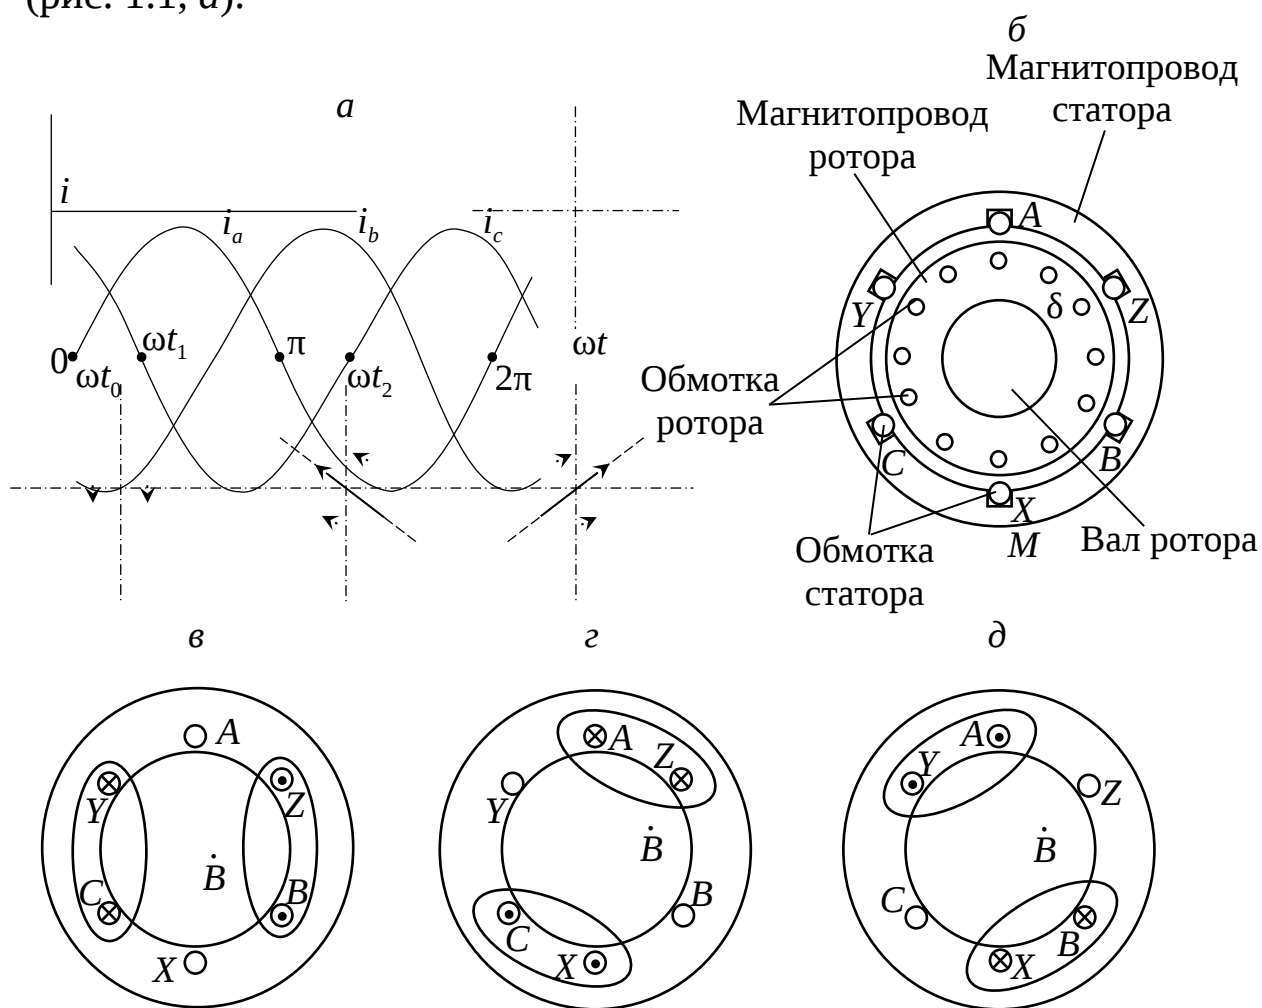 (рис. 1.1, а).
б
Магнитопровод
статора
а
Магнитопровод
ротора
i
i_a
i_b
i_c
A
Y
δ
Z
0
ωt_0
ωt_1
π
ωt_2
2π
ωt
Обмотка
ротора
C
B
X
M
Вал ротора
Обмотка
статора
в
г
д
A
Y
Z
Ḃ
C
B
X
A
Z
Y
Ḃ
B
C
X
A
Y
Z
Ḃ
C
B
X